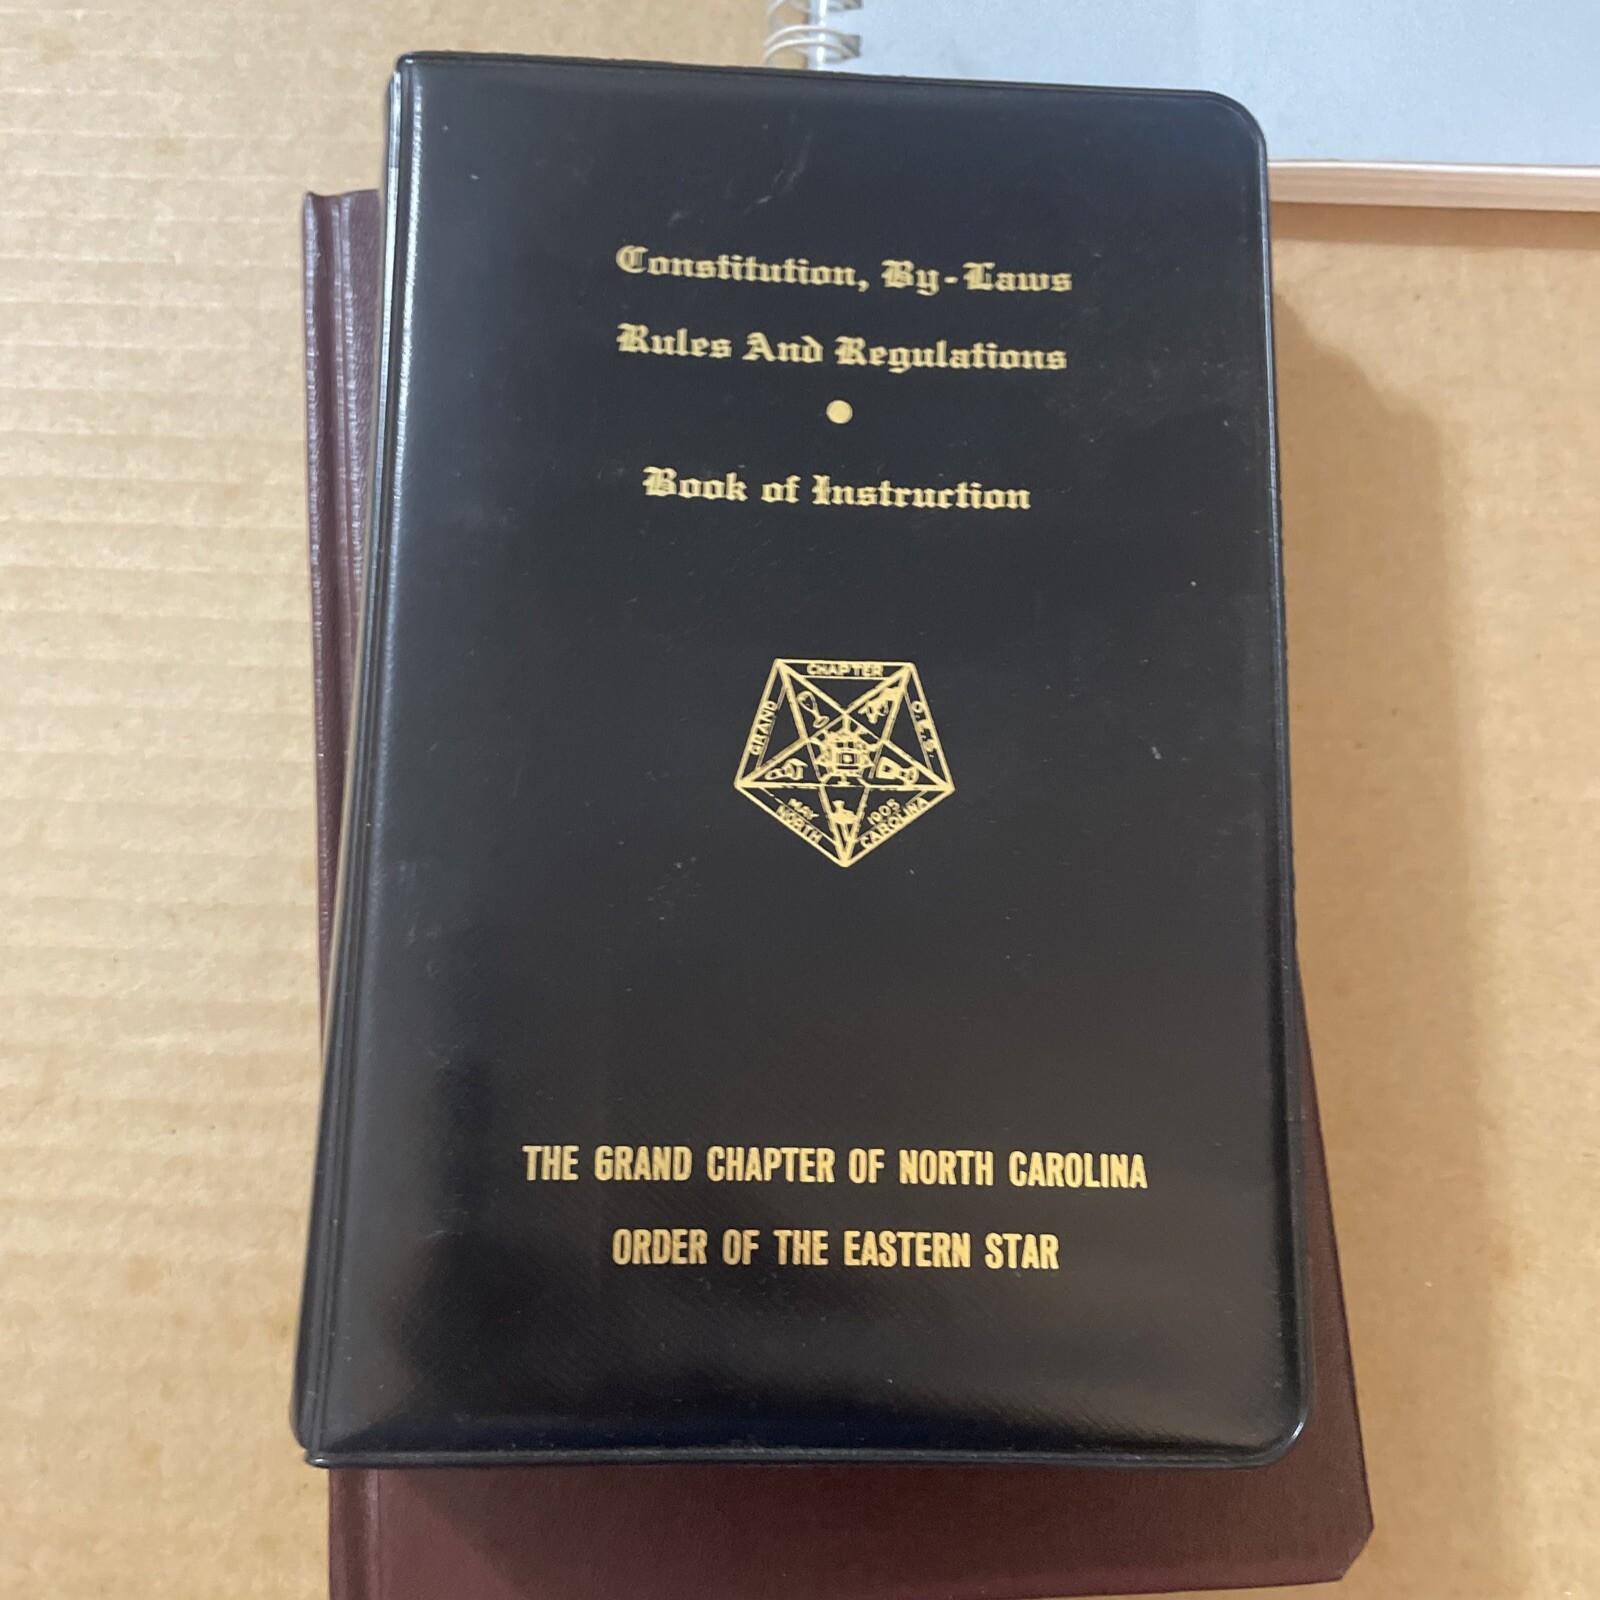 Constitution, By-Laws
Rules And Regulations
Book of Instruction
CHAPTER
GRAND
O.E.S.
MAY 1905
NORTH CAROLINA
THE GRAND CHAPTER OF NORTH CAROLINA
ORDER OF THE EASTERN STAR